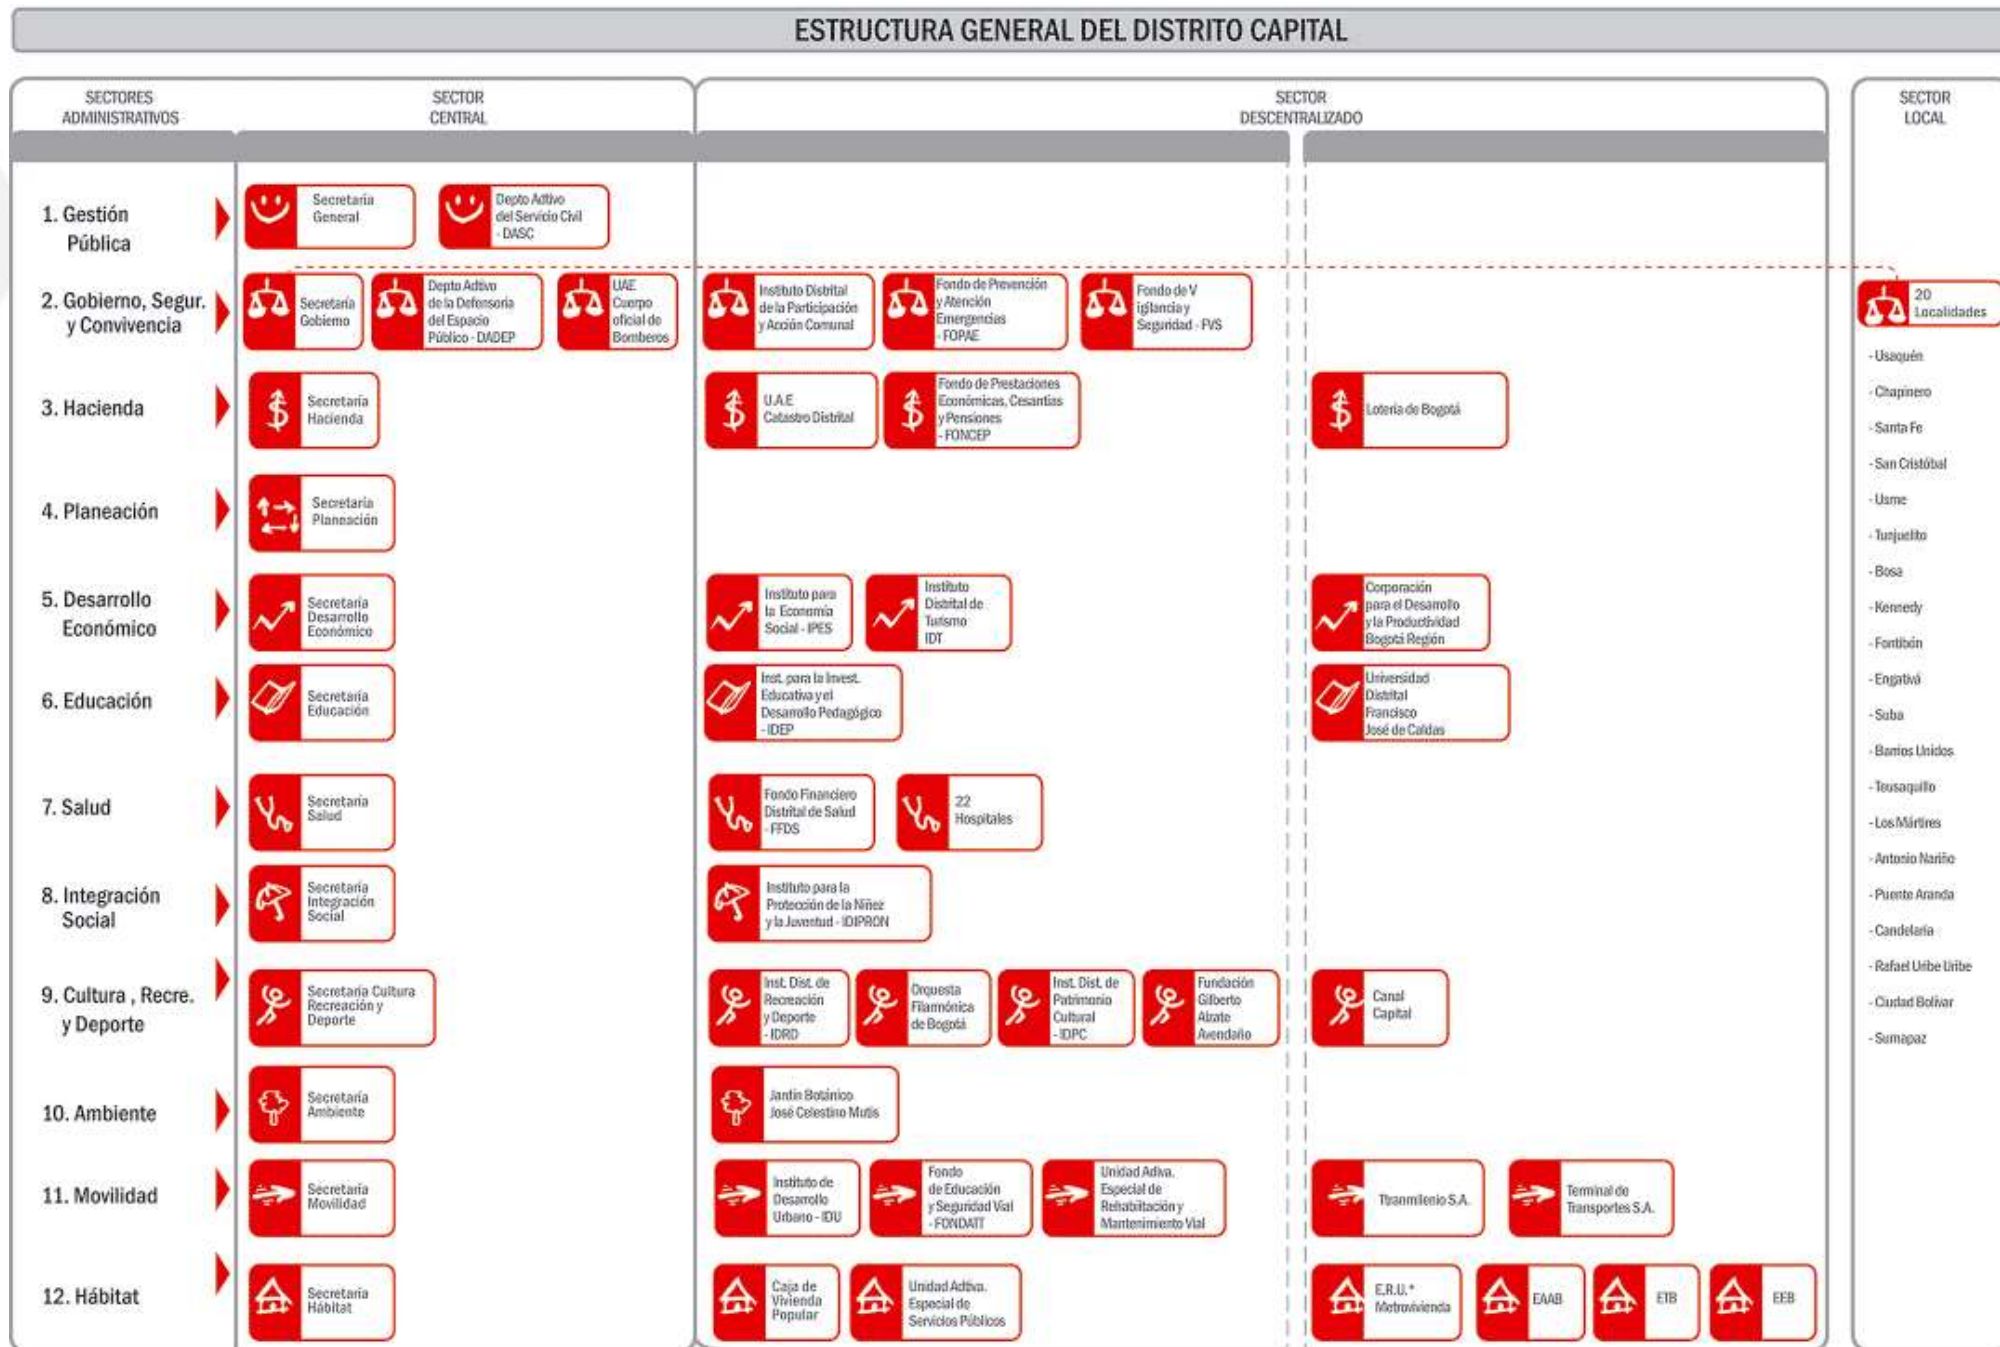 ESTRUCTURA GENERAL DEL DISTRITO CAPITAL
SECTORES
ADMINISTRATIVOS
SECTOR
CENTRAL
SECTOR
DESCENTRALIZADO
SECTOR
LOCAL
1. Gestión
Pública
Secretaría
General
Depto Adtivo
del Servicio Civil
- DASC
2. Gobierno, Segur.
y Convivencia
Secretaría
Gobierno
Depto Adtivo
de la Defensoría
del Espacio
Público - DADEP
UAE
Cuerpo
oficial de
Bomberos
Instituto Distrital
de la Participación
y Acción Comunal
Fondo de Prevención
y Atención
Emergencias
- FOPAE
Fondo de V
igilancia y
Seguridad - FVS
20
Localidades
3. Hacienda
Secretaría
Hacienda
U.A.E
Catastro Distrital
Fondo de Prestaciones
Económicas, Cesantías
y Pensiones
- FONCEP
Lotería de Bogotá
4. Planeación
Secretaría
Planeación
5. Desarrollo
Económico
Secretaría
Desarrollo
Económico
Instituto para
la Economía
Social - IPES
Instituto
Distrital de
Turismo
IDT
Corporación
para el Desarrollo
y la Productividad
Bogotá Región
6. Educación
Secretaría
Educación
Inst. para la Invest.
Educativa y el
Desarrollo Pedagógico
- IDEP
Universidad
Distrital
Francisco
José de Caldas
7. Salud
Secretaría
Salud
Fondo Financiero
Distrital de Salud
- FFDS
22
Hospitales
8. Integración
Social
Secretaría
Integración
Social
Instituto para la
Protección de la Niñez
y la Juventud - IDIPRON
9. Cultura , Recre.
y Deporte
Secretaría Cultura
Recreación y
Deporte
Inst. Dist. de
Recreación
y Deporte
- IDRD
Orquesta
Filarmónica
de Bogotá
Inst. Dist. de
Patrimonio
Cultural
- IDPC
Fundación
Gilberto
Alzate
Avendaño
Canal
Capital
10. Ambiente
Secretaría
Ambiente
Jardín Botánico
José Celestino Mutis
11. Movilidad
Secretaría
Movilidad
Instituto de
Desarrollo
Urbano - IDU
Fondo
de Educación
y Seguridad Vial
- FONDATT
Unidad Adiva.
Especial de
Rehabiltación y
Mantenimiento Vial
Ttranmilenio S.A.
Terminal de
Transportes S.A.
12. Hábitat
Secretaría
Hábitat
Caja de
Vivienda
Popular
Unidad Adtiva.
Especial de
Servicios Públicos
E.R.U.*
Metrovivienda
EAAB
ETB
EEB
- Usaquén
- Chapinero
- Santa Fe
- San Cristóbal
- Usme
- Tunjuelito
- Bosa
- Kennedy
- Fontibón
- Engativá
- Suba
- Barrios Unidos
- Teusaquillo
- Los Mártires
- Antonio Nariño
- Puente Aranda
- Candelaria
- Rafael Uribe Uribe
- Ciudad Bolívar
- Sumapaz